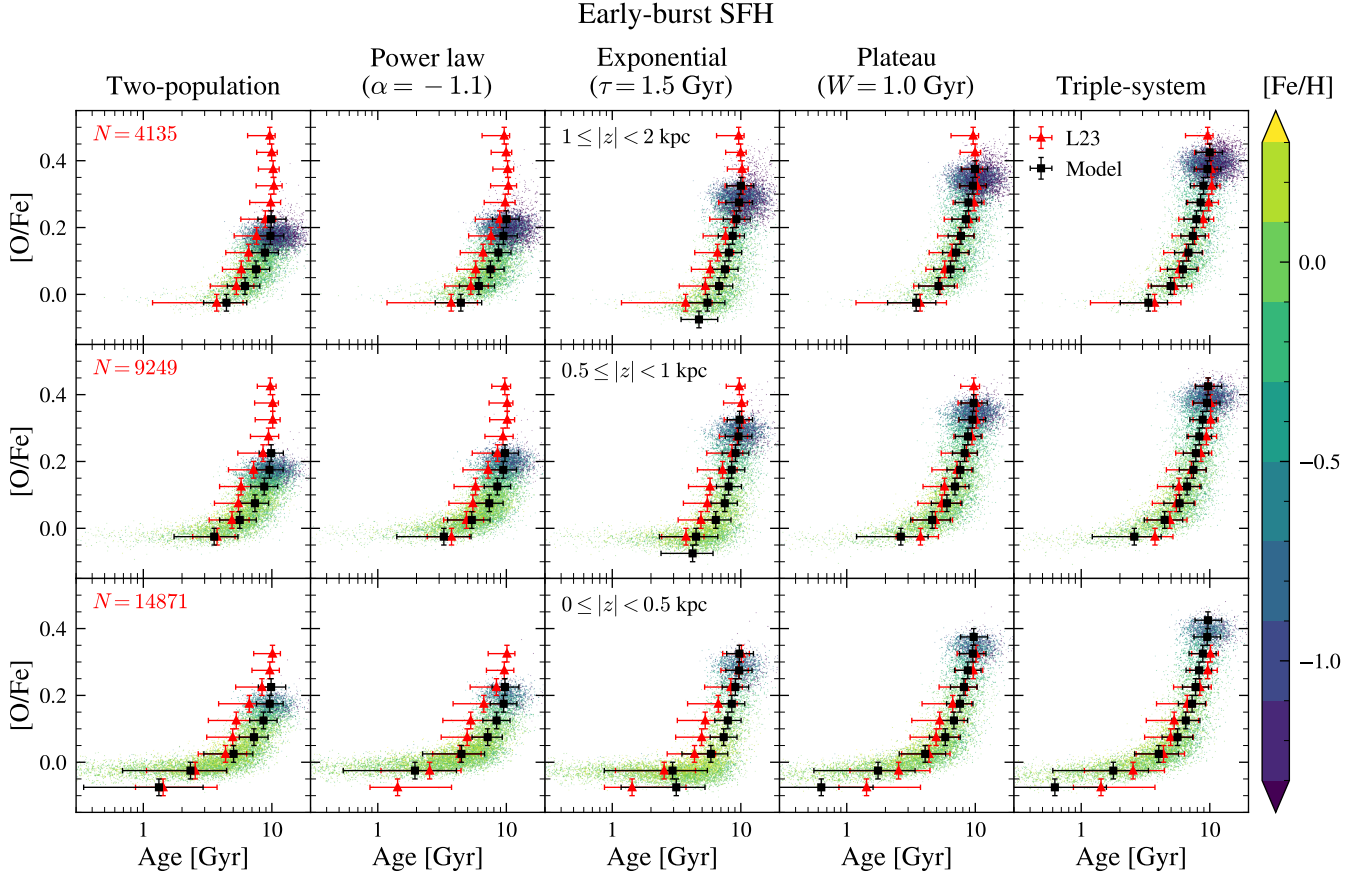 Early-burst SFH
Two-population
Power law
(α = −1.1)
Exponential
(τ = 1.5 Gyr)
Plateau
(W = 1.0 Gyr)
Triple-system
[Fe/H]
N = 4135
1 ≤ |z| < 2 kpc
L23
Model
[O/Fe]
0.4
0.2
0.0
N = 9249
0.5 ≤ |z| < 1 kpc
[O/Fe]
0.4
0.2
0.0
N = 14871
0 ≤ |z| < 0.5 kpc
[O/Fe]
0.4
0.2
0.0
1 10
1 10
1 10
1 10
1 10
Age [Gyr]
Age [Gyr]
Age [Gyr]
Age [Gyr]
Age [Gyr]
0.0
−0.5
−1.0